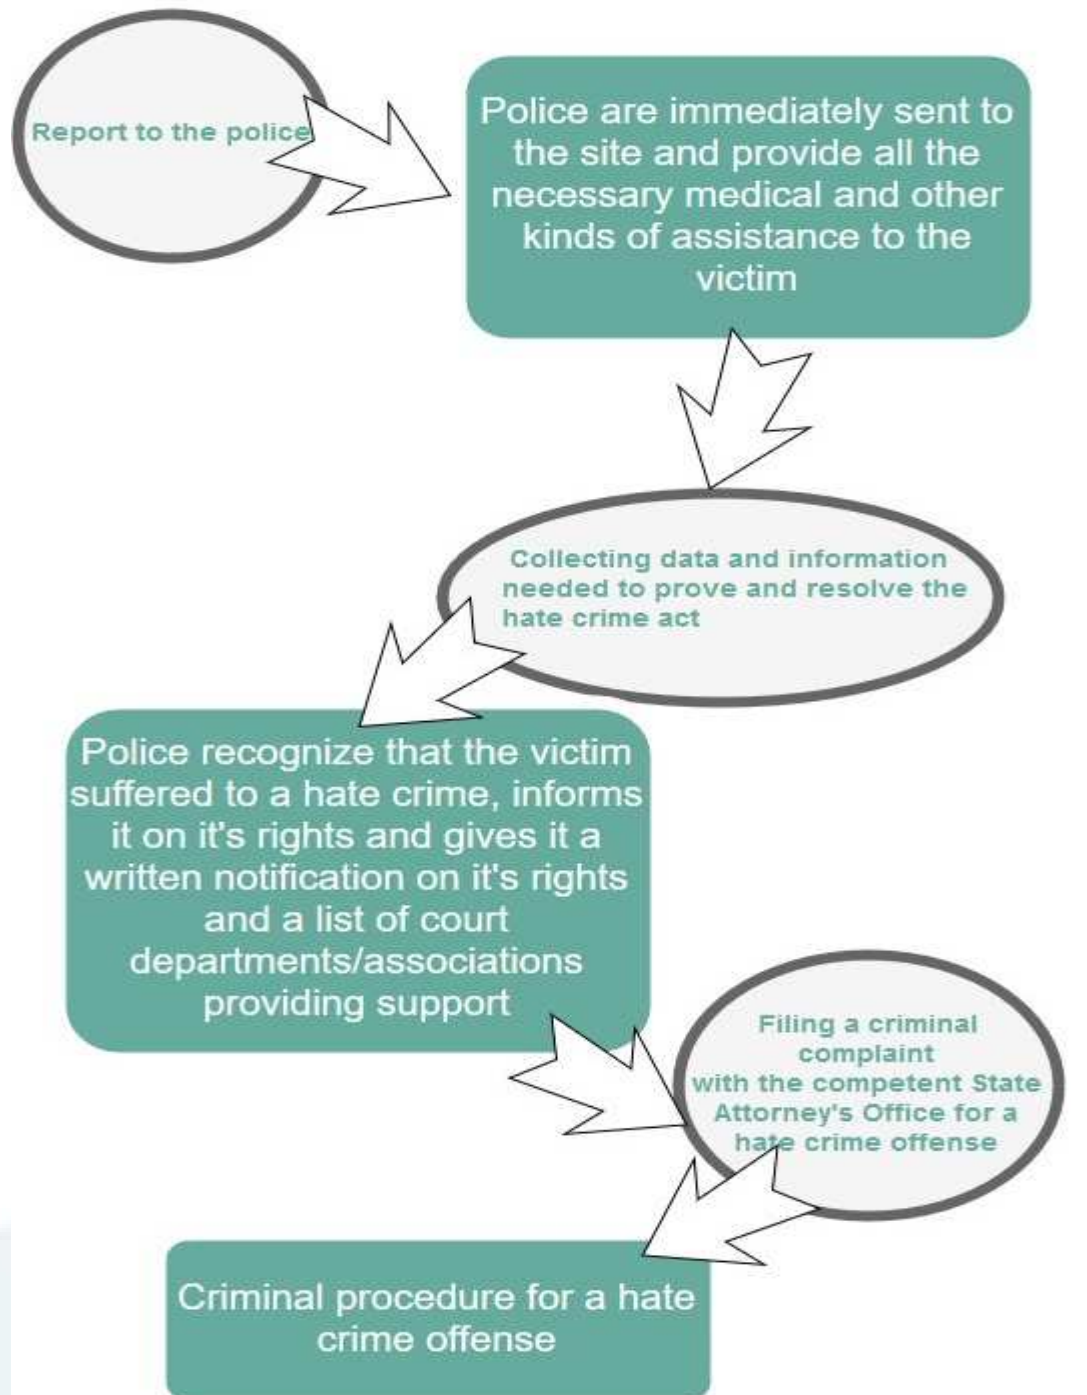 Report to the police
Police are immediately sent to
the site and provide all the
necessary medical and other
kinds of assistance to the
victim
Collecting data and information
needed to prove and resolve the
hate crime act
Police recognize that the victim
suffered to a hate crime, informs
it on it's rights and gives it a
written notification on it's rights
and a list of court
departments/associations
providing support
Filing a criminal
complaint
with the competent State
Attorney's Office for a
hate crime offense
Criminal procedure for a hate
crime offense